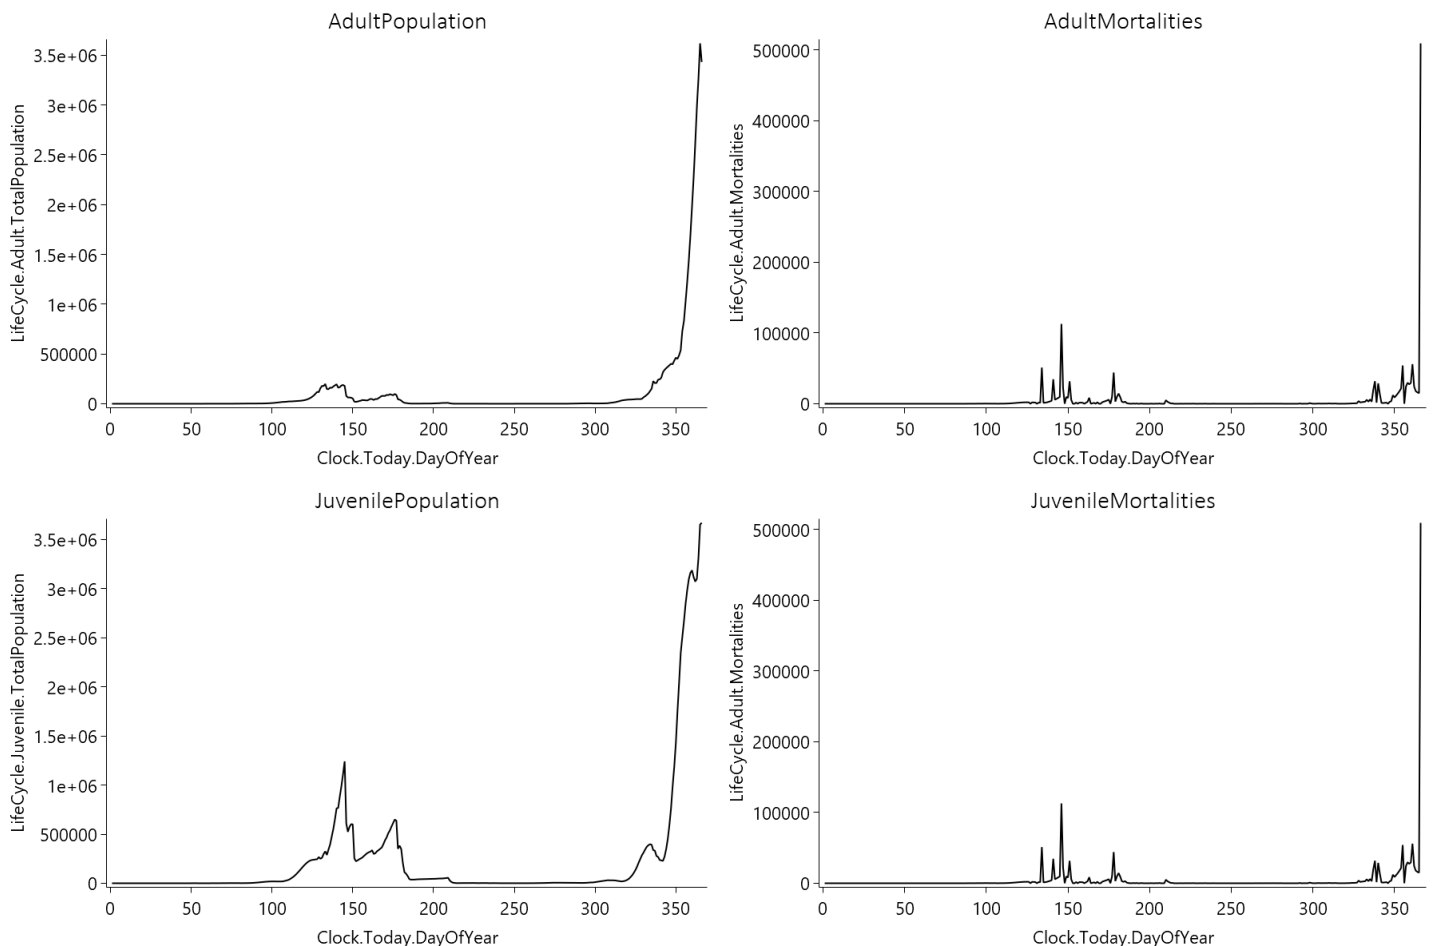 AdultPopulation
LifeCycle.Adult.TotalPopulation
3.5e+06
3e+06
2.5e+06
2e+06
1.5e+06
1e+06
500000
0
0 50 100 150 200 250 300 350
Clock.Today.DayOfYear
AdultMortalities
LifeCycle.Adult.Mortalities
500000
400000
300000
200000
100000
0
0 50 100 150 200 250 300 350
Clock.Today.DayOfYear
JuvenilePopulation
LifeCycle.Juvenile.TotalPopulation
3.5e+06
3e+06
2.5e+06
2e+06
1.5e+06
1e+06
500000
0
0 50 100 150 200 250 300 350
Clock.Today.DayOfYear
JuvenileMortalities
LifeCycle.Adult.Mortalities
500000
400000
300000
200000
100000
0
0 50 100 150 200 250 300 350
Clock.Today.DayOfYear